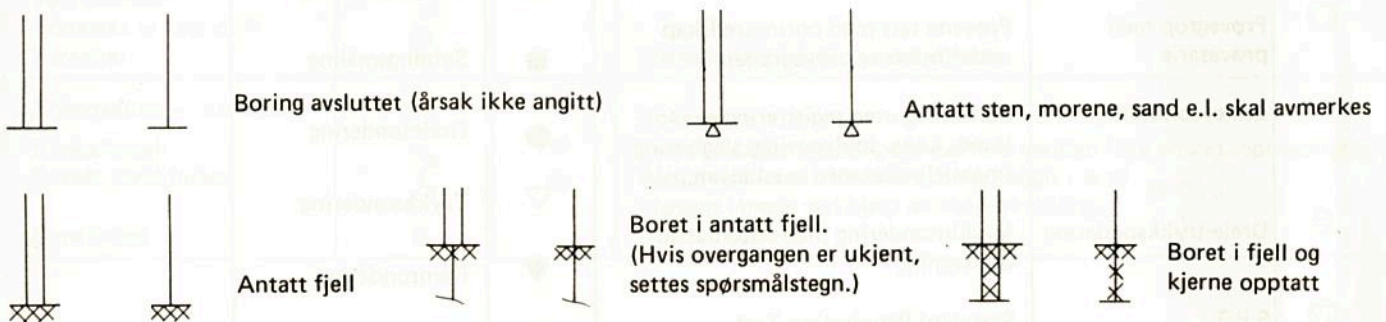 Boring avsluttet (årsak ikke angitt)
Antatt sten, morene, sand e.l. skal avmerkes
Antatt fjell
Boret i antatt fjell.
(Hvis overgangen er ukjent,
settes spørsmålstegn.)
Boret i fjell og
kjerne opptatt